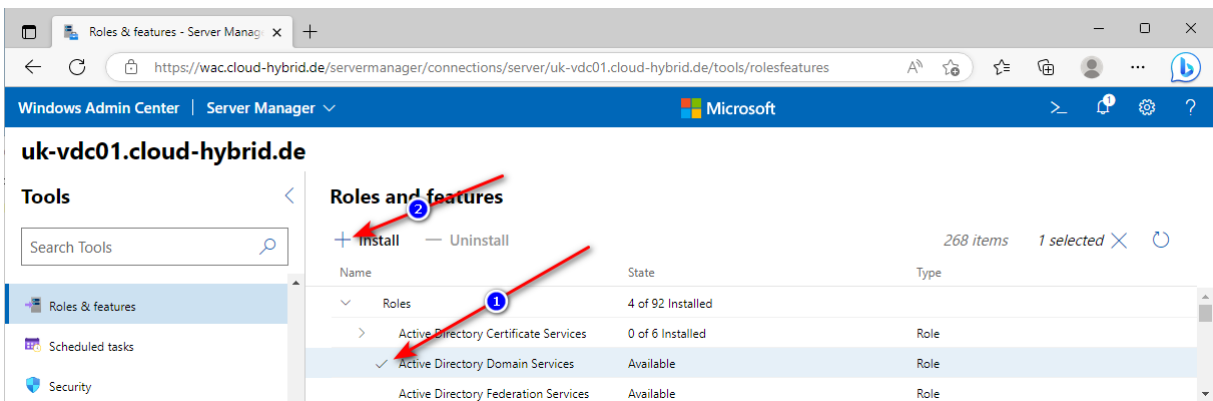 Roles & features - Server Manag
https://wac.cloud-hybrid.de/servermanager/connections/server/uk-vdc01.cloud-hybrid.de/tools/rolesfeatures
Windows Admin Center | Server Manager
Microsoft
1
uk-vdc01.cloud-hybrid.de
Tools
Roles and features
2
Search Tools
Install
Uninstall
268 items
1 selected
Name
State
Type
Roles & features
Roles
1
4 of 92 Installed
Active Directory Certificate Services
0 of 6 Installed
Role
Scheduled tasks
Active Directory Domain Services
Available
Role
Security
Active Directory Federation Services
Available
Role